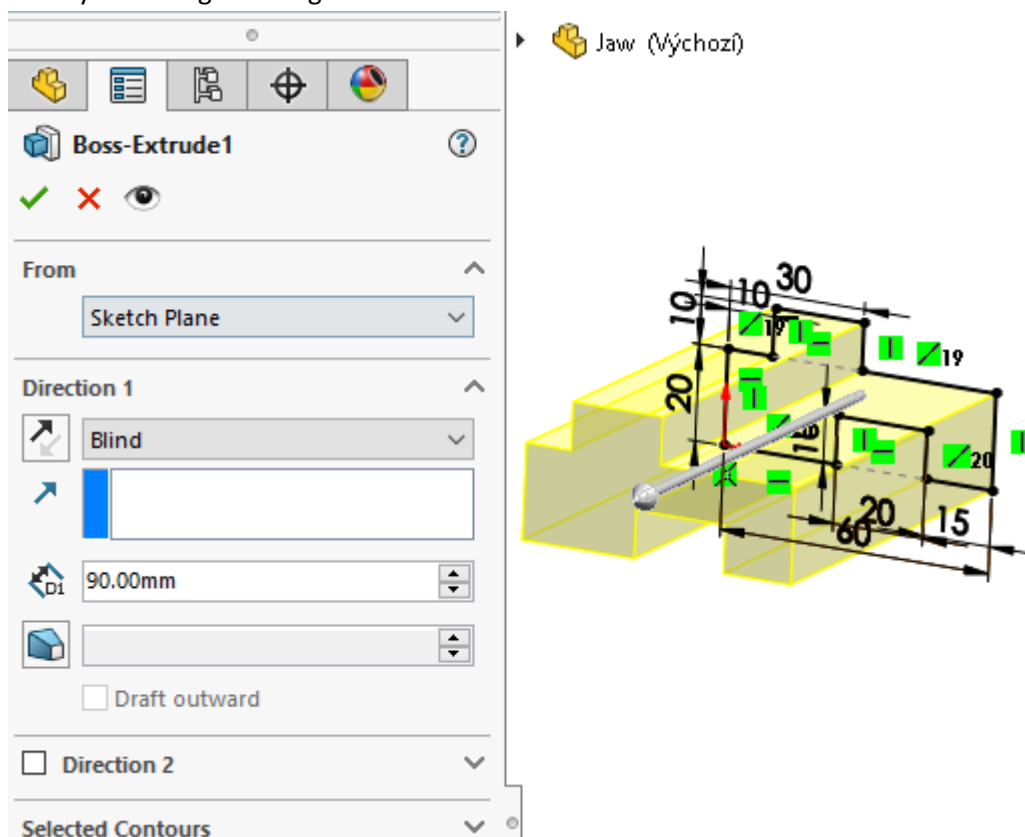 Jaw (Výchozí)
Boss-Extrude1
?
From
Sketch Plane
Direction 1
Blind
D1
90.00mm
Draft outward
Direction 2
Selected Contours
30
10
10
19
19
20
20
20
60
15